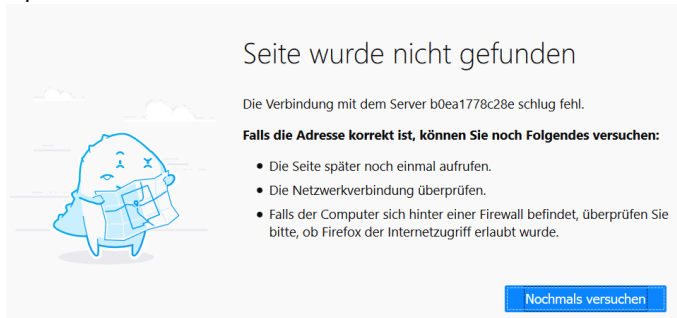 Seite wurde nicht gefunden
Die Verbindung mit dem Server b0ea1778c28e schlug fehl.
Falls die Adresse korrekt ist, können Sie noch Folgendes versuchen:
• Die Seite später noch einmal aufrufen.
• Die Netzwerkverbindung überprüfen.
• Falls der Computer sich hinter einer Firewall befindet, überprüfen Sie
bitte, ob Firefox der Internetzugriff erlaubt wurde.
Nochmals versuchen